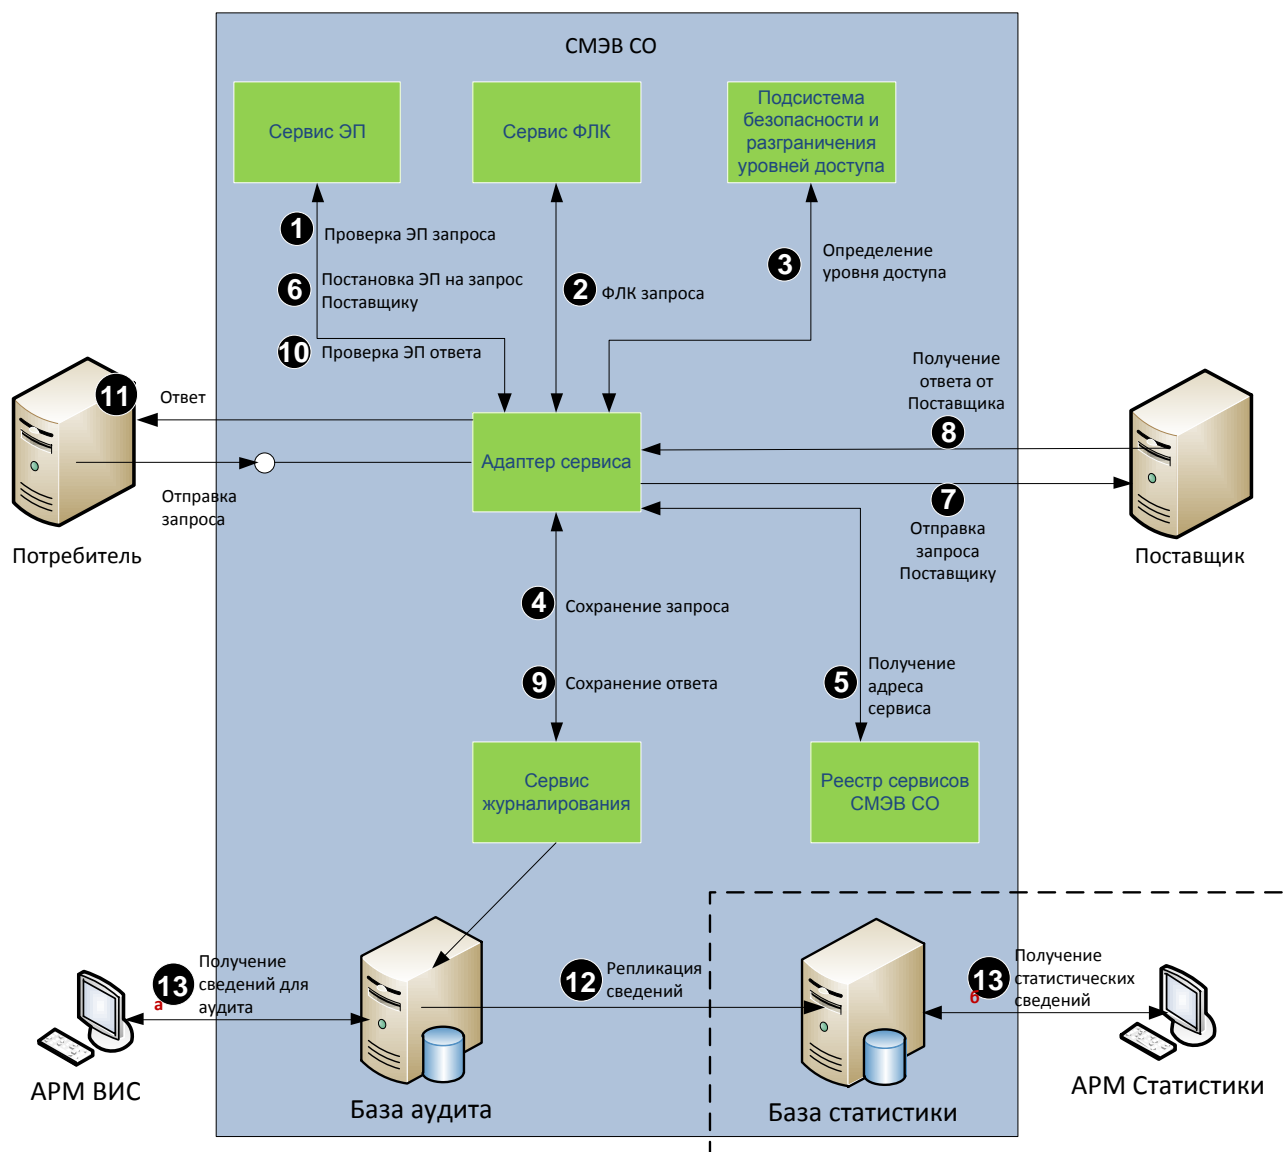 СМЭВ СО
Сервис ЭП
Сервис ФЛК
Подсистема
безопасности и
разграничения
уровней доступа
1
Проверка ЭП запроса
6
Постановка ЭП на запрос
Поставщику
10
Проверка ЭП ответа
2
ФЛК запроса
3
Определение
уровня доступа
11
Ответ
Отправка
запроса
Потребитель
Адаптер сервиса
Получение
ответа от
Поставщика
8
7
Отправка
запроса
Поставщику
Поставщик
4
Сохранение запроса
9
Сохранение ответа
5
Получение
адреса
сервиса
Сервис
журналирования
Реестр сервисов
СМЭВ СО
13
а
Получение
сведений для
аудита
АРМ ВИС
База аудита
12
Репликация
сведений
База статистики
13
б
Получение
статистических
сведений
АРМ Статистики